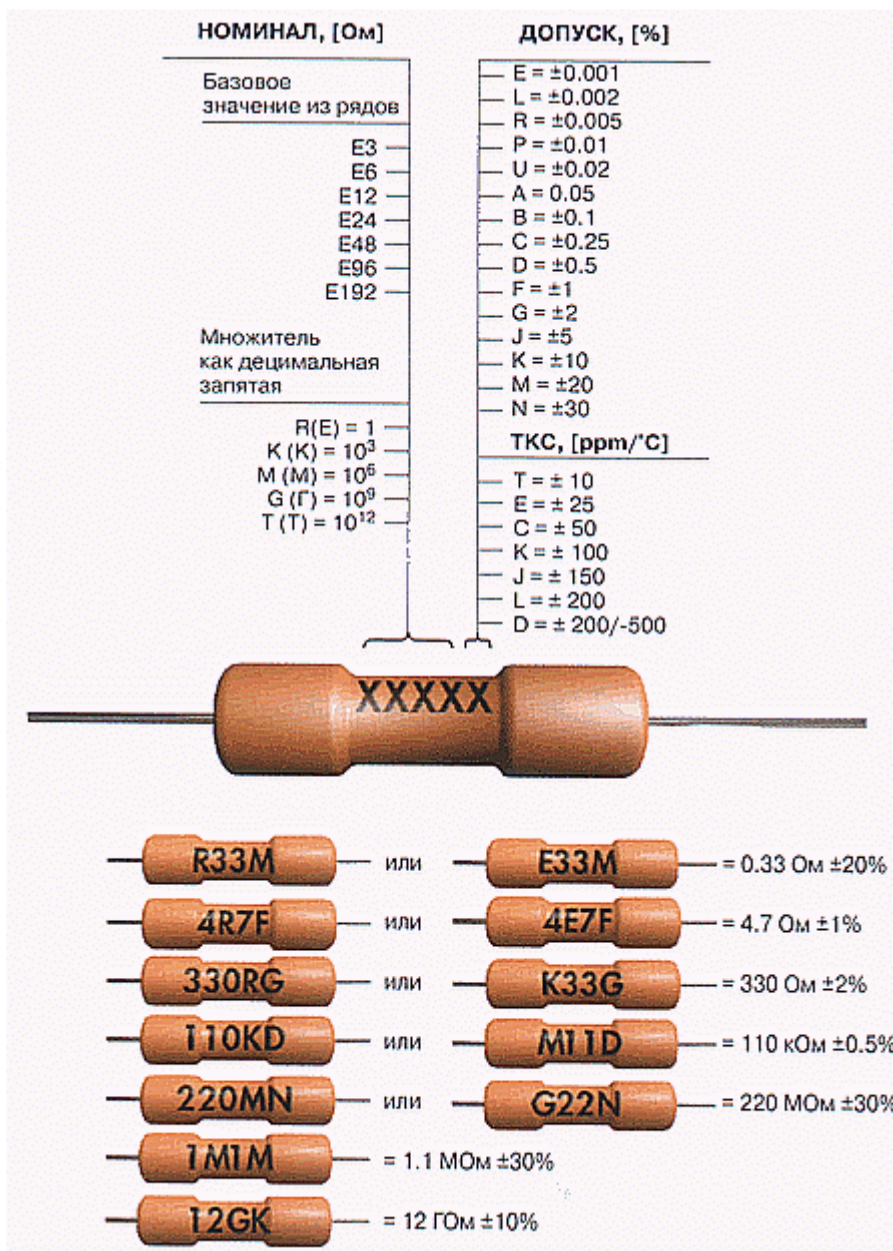 НОМИНАЛ, [Ом]
Базовое
значение из рядов
E3
E6
E12
E24
E48
E96
E192
Множитель
как децимальная
запятая
R(E) = 1
K (К) = 10³
M (М) = 10⁶
G (Г) = 10⁹
T (Т) = 10¹²
ДОПУСК, [%]
E = ±0.001
L = ±0.002
R = ±0.005
P = ±0.01
U = ±0.02
A = 0.05
B = ±0.1
C = ±0.25
D = ±0.5
F = ±1
G = ±2
J = ±5
K = ±10
M = ±20
N = ±30
ТКС, [ppm/°C]
T = ± 10
E = ± 25
C = ± 50
K = ± 100
J = ± 150
L = ± 200
D = ± 200/-500
XXXXX
R33M или E33M = 0.33 Ом ±20%
4R7F или 4E7F = 4.7 Ом ±1%
330RG или K33G = 330 Ом ±2%
110KD или M11D = 110 кОм ±0.5%
220MN или G22N = 220 МОм ±30%
1M1M = 1.1 МОм ±30%
12GK = 12 ГОм ±10%